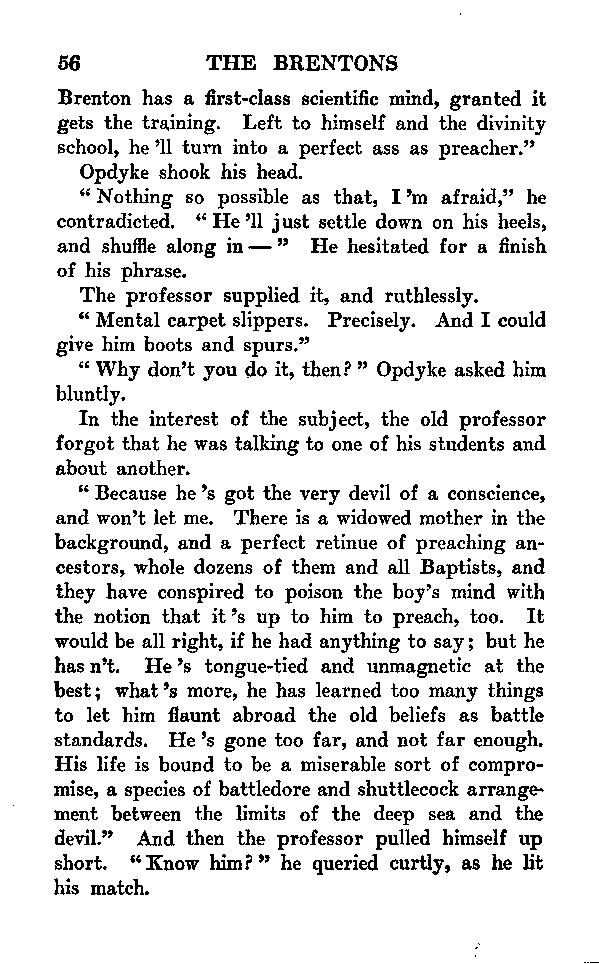 56 THE BRENTONS
Brenton has a first-class scientific mind, granted it
gets the training. Left to himself and the divinity
school, he 'll turn into a perfect ass as preacher.”
Opdyke shook his head.
“ Nothing so possible as that, I 'm afraid,” he
contradicted. “ He 'll just settle down on his heels,
and shuffle along in — ” He hesitated for a finish
of his phrase.
The professor supplied it, and ruthlessly.
“ Mental carpet slippers. Precisely. And I could
give him boots and spurs.”
“ Why don't you do it, then? ” Opdyke asked him
bluntly.
In the interest of the subject, the old professor
forgot that he was talking to one of his students and
about another.
“ Because he 's got the very devil of a conscience,
and won't let me. There is a widowed mother in the
background, and a perfect retinue of preaching an-
cestors, whole dozens of them and all Baptists, and
they have conspired to poison the boy's mind with
the notion that it 's up to him to preach, too. It
would be all right, if he had anything to say; but he
has n't. He 's tongue-tied and unmagnetic at the
best; what 's more, he has learned too many things
to let him flaunt abroad the old beliefs as battle
standards. He 's gone too far, and not far enough.
His life is bound to be a miserable sort of compro-
mise, a species of battledore and shuttlecock arrange-
ment between the limits of the deep sea and the
devil.” And then the professor pulled himself up
short. “ Know him? ” he queried curtly, as he lit
his match.